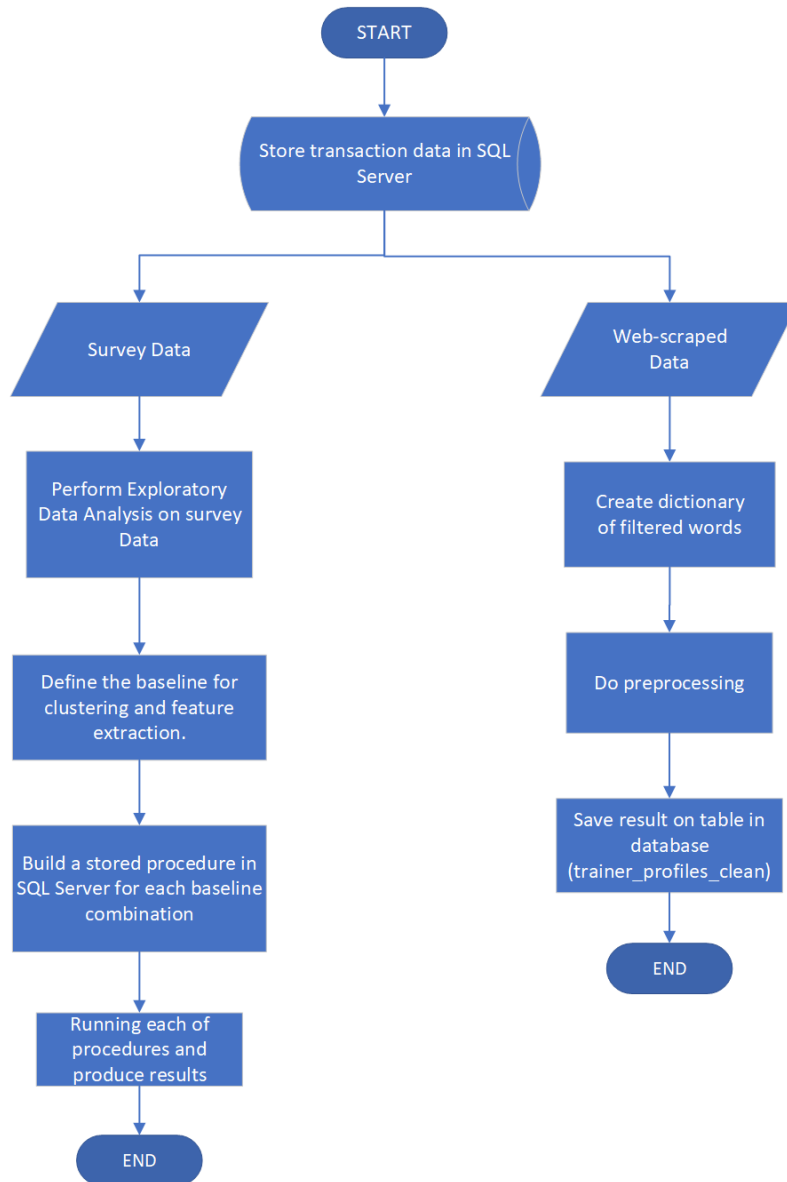 START
Store transaction data in SQL
Server
Survey Data
Perform Exploratory
Data Analysis on survey
Data
Define the baseline for
clustering and feature
extraction.
Build a stored procedure in
SQL Server for each baseline
combination
Running each of
procedures and
produce results
END
Web-scraped
Data
Create dictionary
of filtered words
Do preprocessing
Save result on table in
database
(trainer_profiles_clean)
END